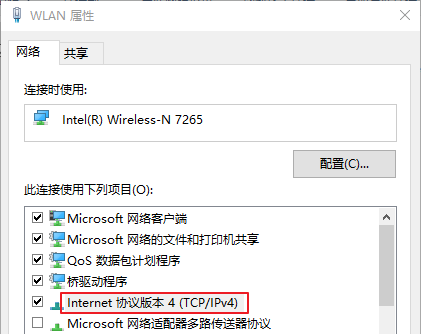 WLAN 属性
网络
共享
连接时使用:
Intel(R) Wireless-N 7265
配置(C)...
此连接使用下列项目(O):
Microsoft 网络客户端
Microsoft 网络的文件和打印机共享
QoS 数据包计划程序
桥驱动程序
Internet 协议版本 4 (TCP/IPv4)
Microsoft 网络适配器多路传送器协议